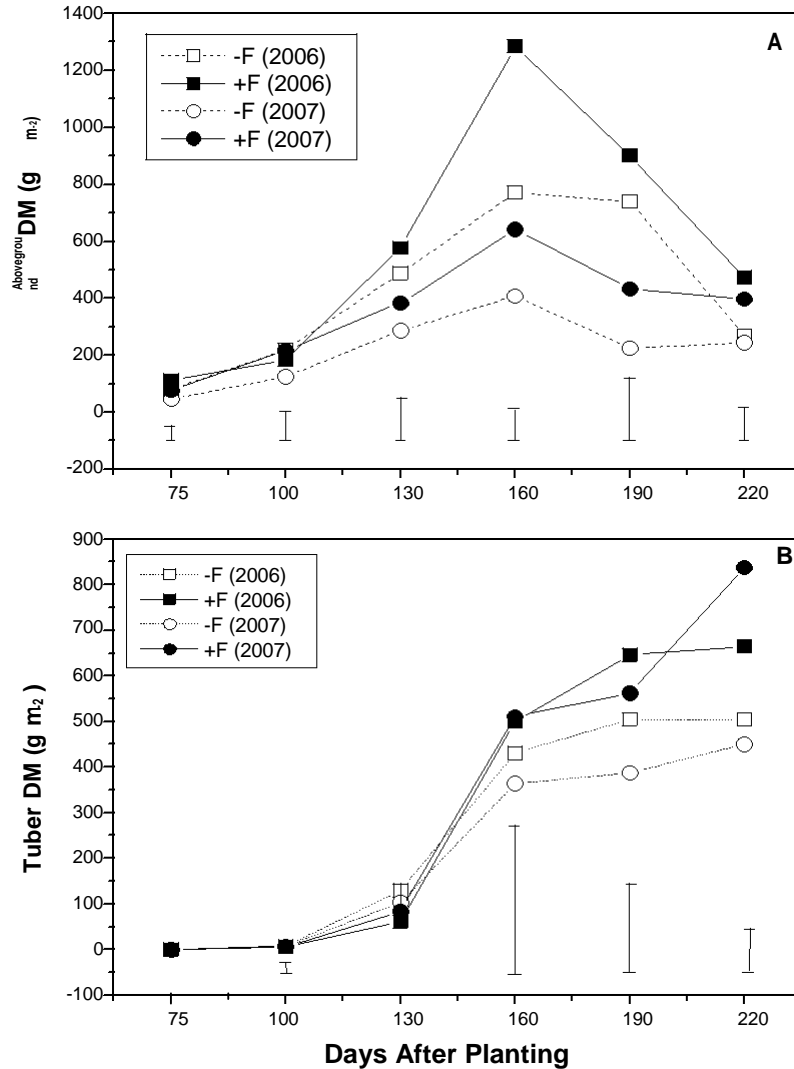 1400
A
-F (2006)
+F (2006)
-F (2007)
+F (2007)
1200
1000
800
600
400
200
0
-200
Abovegrou
nd DM (g m-2)
75 100 130 160 190 220
900
B
-F (2006)
+F (2006)
-F (2007)
+F (2007)
800
700
600
500
400
300
200
100
0
-100
Tuber DM (g m-2 )
75 100 130 160 190 220
Days After Planting